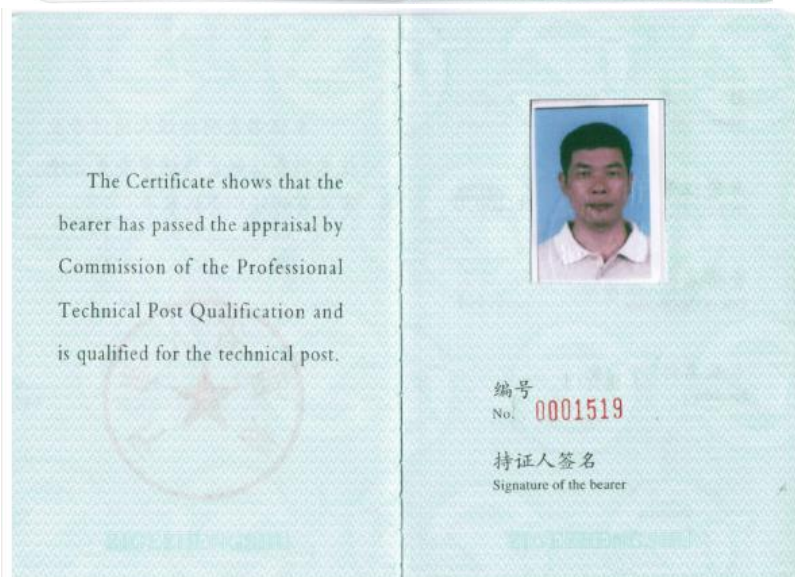 The Certificate shows that the
bearer has passed the appraisal by
Commission of the Professional
Technical Post Qualification and
is qualified for the technical post.
编号
No. 0001519
持证人签名
Signature of the bearer